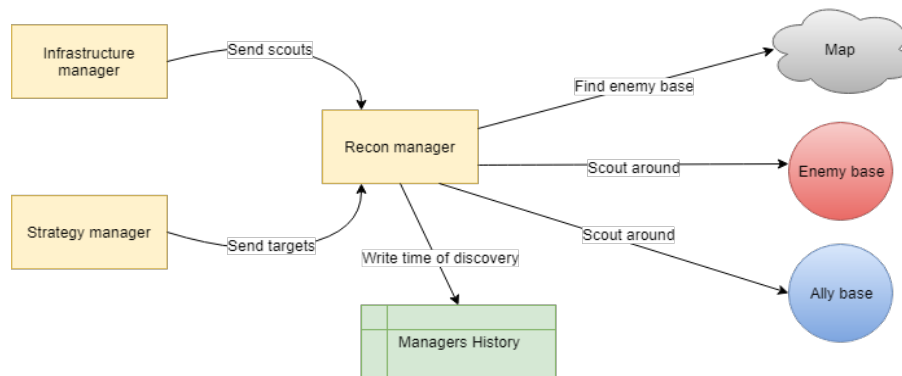 Infrastructure
manager
Send scouts
Map
Find enemy base
Recon manager
Scout around
Enemy base
Strategy manager
Send targets
Scout around
Write time of discovery
Ally base
Managers History